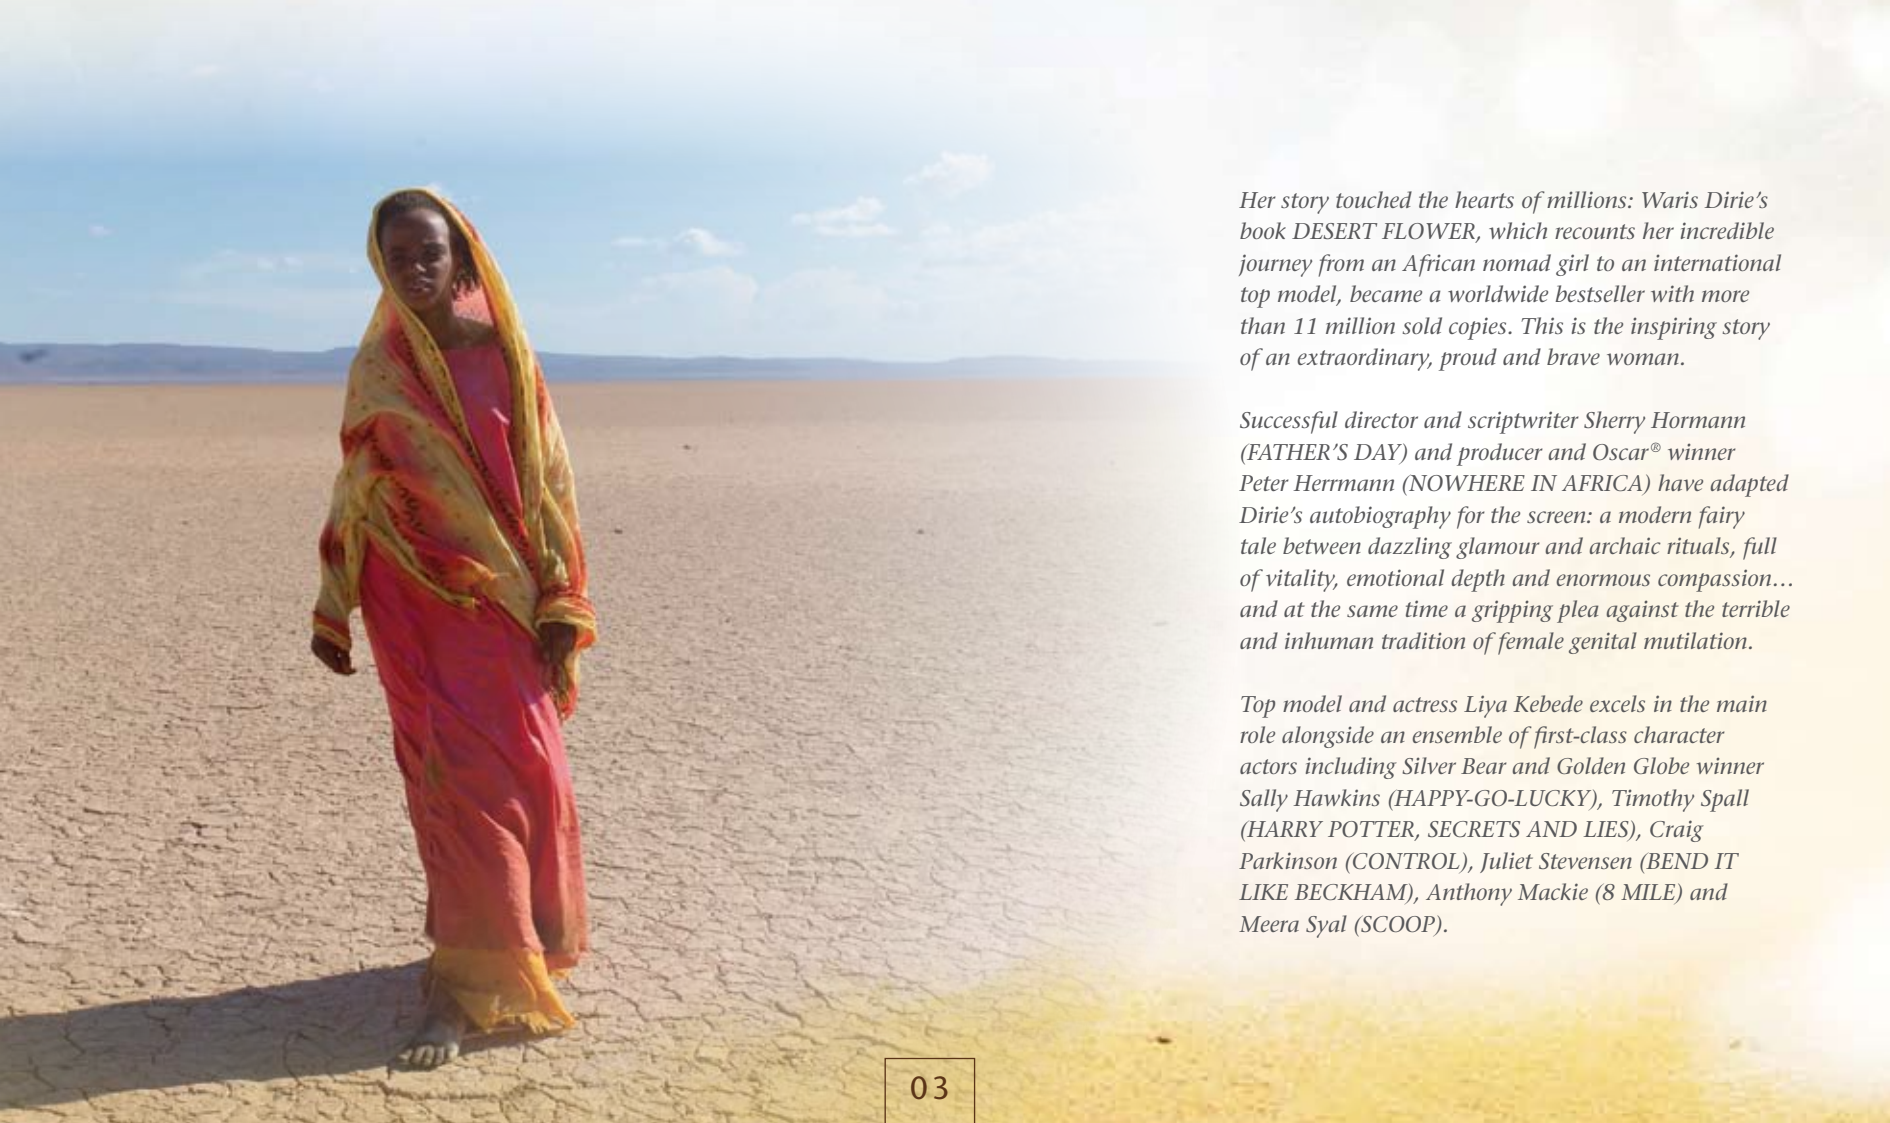 Her story touched the hearts of millions: Waris Dirie’s
book DESERT FLOWER, which recounts her incredible
journey from an African nomad girl to an international
top model, became a worldwide bestseller with more
than 11 million sold copies. This is the inspiring story
of an extraordinary, proud and brave woman.
Successful director and scriptwriter Sherry Hormann
(FATHER’S DAY) and producer and Oscar® winner
Peter Herrmann (NOWHERE IN AFRICA) have adapted
Dirie’s autobiography for the screen: a modern fairy
tale between dazzling glamour and archaic rituals, full
of vitality, emotional depth and enormous compassion…
and at the same time a gripping plea against the terrible
and inhuman tradition of female genital mutilation.
Top model and actress Liya Kebede excels in the main
role alongside an ensemble of first-class character
actors including Silver Bear and Golden Globe winner
Sally Hawkins (HAPPY-GO-LUCKY), Timothy Spall
(HARRY POTTER, SECRETS AND LIES), Craig
Parkinson (CONTROL), Juliet Stevensen (BEND IT
LIKE BECKHAM), Anthony Mackie (8 MILE) and
Meera Syal (SCOOP).
03